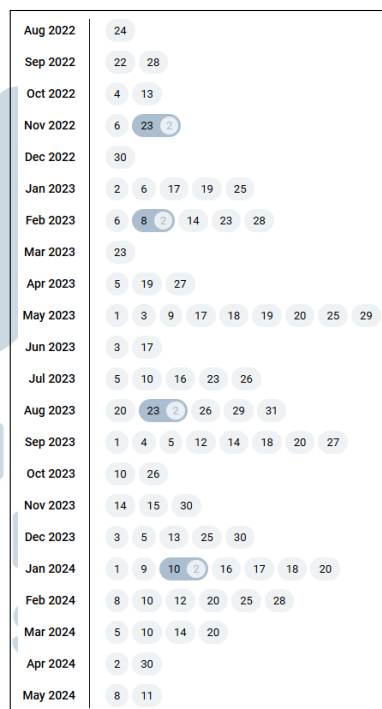 Aug 2022 24
Sep 2022 22 28
Oct 2022 4 13
Nov 2022 6 23 2
Dec 2022 30
Jan 2023 2 6 17 19 25
Feb 2023 6 8 2 14 23 28
Mar 2023 23
Apr 2023 5 19 27
May 2023 1 3 9 17 18 19 20 25 29
Jun 2023 3 17
Jul 2023 5 10 16 23 26
Aug 2023 20 23 2 26 29 31
Sep 2023 1 4 5 12 14 18 20 27
Oct 2023 10 26
Nov 2023 14 15 30
Dec 2023 3 5 13 25 30
Jan 2024 1 9 10 2 16 17 18 20
Feb 2024 8 10 12 20 25 28
Mar 2024 5 10 14 20
Apr 2024 2 30
May 2024 8 11